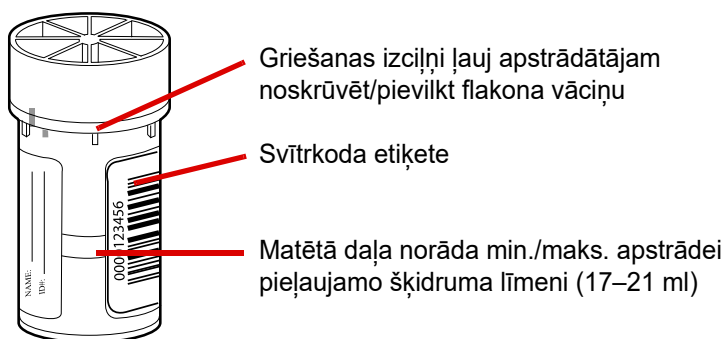 Griešanas izciļņi ļauj apstrādātājam
noskrūvēt/pievilkt flakona vāciņu
Svītrkoda etiķete
Matētā daļa norāda min./maks. apstrādei
pieļaujamo šķidruma līmeni (17–21 ml)
NAME:
ID#: